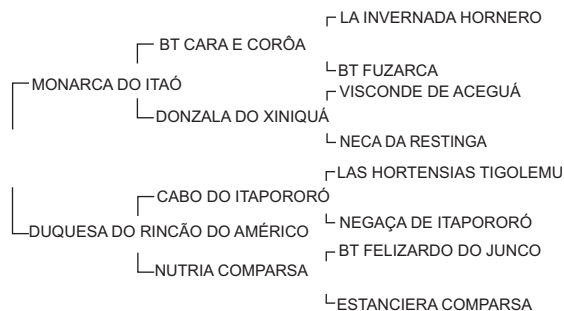 LA INVERNADA HORNERO
BT CARA E CORÔA
BT FUZARCA
MONARCA DO ITAÓ
VISCONDE DE ACEGUÁ
DONZALA DO XINIQUÁ
NECA DA RESTINGA
LAS HORTENSIAS TIGOLEMU
CABO DO ITAPORORÓ
NEGAÇA DE ITAPORORÓ
DUQUESA DO RINCÃO DO AMÉRICO
BT FELIZARDO DO JUNCO
NUTRIA COMPARSA
ESTANCIERA COMPARSA